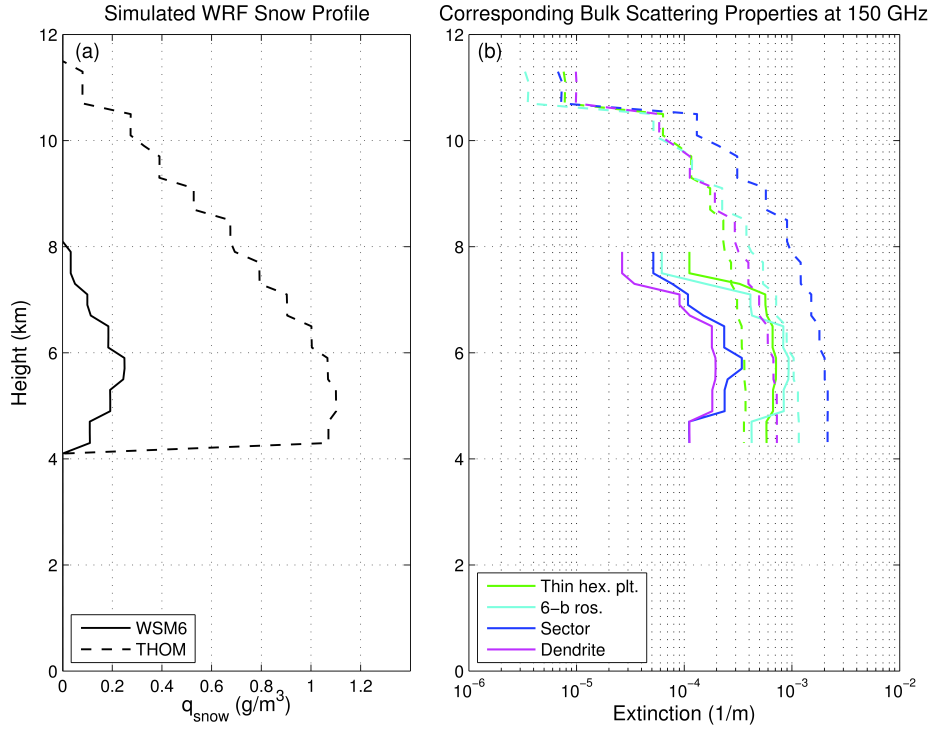 Simulated WRF Snow Profile
(a)
12
10
8
6
4
2
0
Height (km)
WSM6
THOM
0 0.2 0.4 0.6 0.8 1 1.2
q_snow (g/m^3)
Corresponding Bulk Scattering Properties at 150 GHz
(b)
12
10
8
6
4
2
0
Thin hex. plt.
6-b ros.
Sector
Dendrite
10^-6 10^-5 10^-4 10^-3 10^-2
Extinction (1/m)